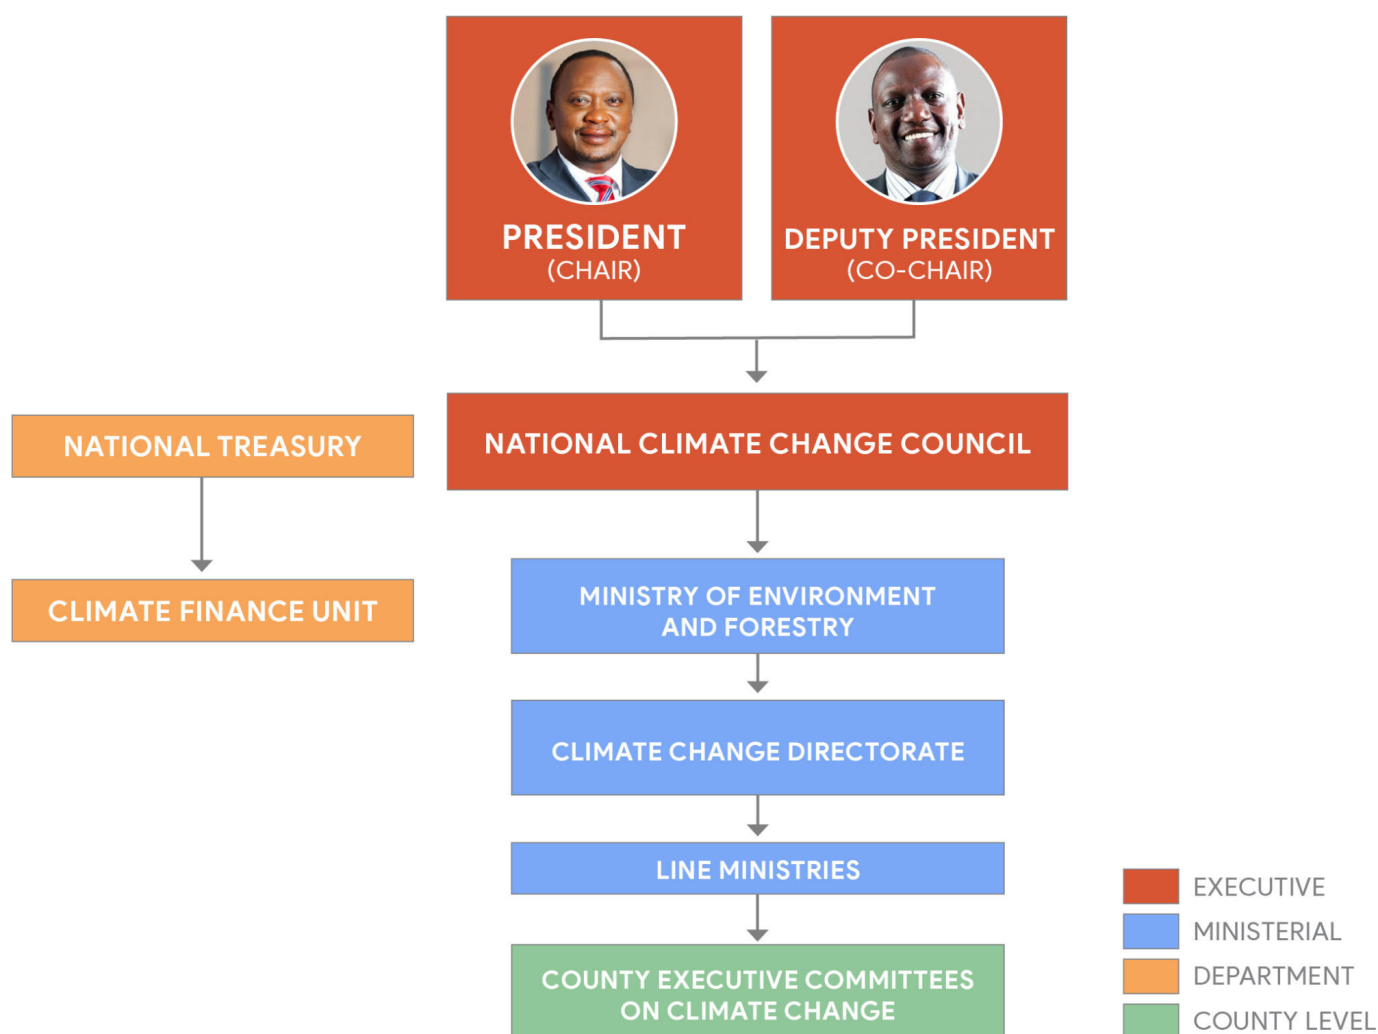 PRESIDENT
(CHAIR)
DEPUTY PRESIDENT
(CO-CHAIR)
NATIONAL TREASURY
NATIONAL CLIMATE CHANGE COUNCIL
CLIMATE FINANCE UNIT
MINISTRY OF ENVIRONMENT
AND FORESTRY
CLIMATE CHANGE DIRECTORATE
LINE MINISTRIES
COUNTY EXECUTIVE COMMITTEES
ON CLIMATE CHANGE
EXECUTIVE
MINISTERIAL
DEPARTMENT
COUNTY LEVEL